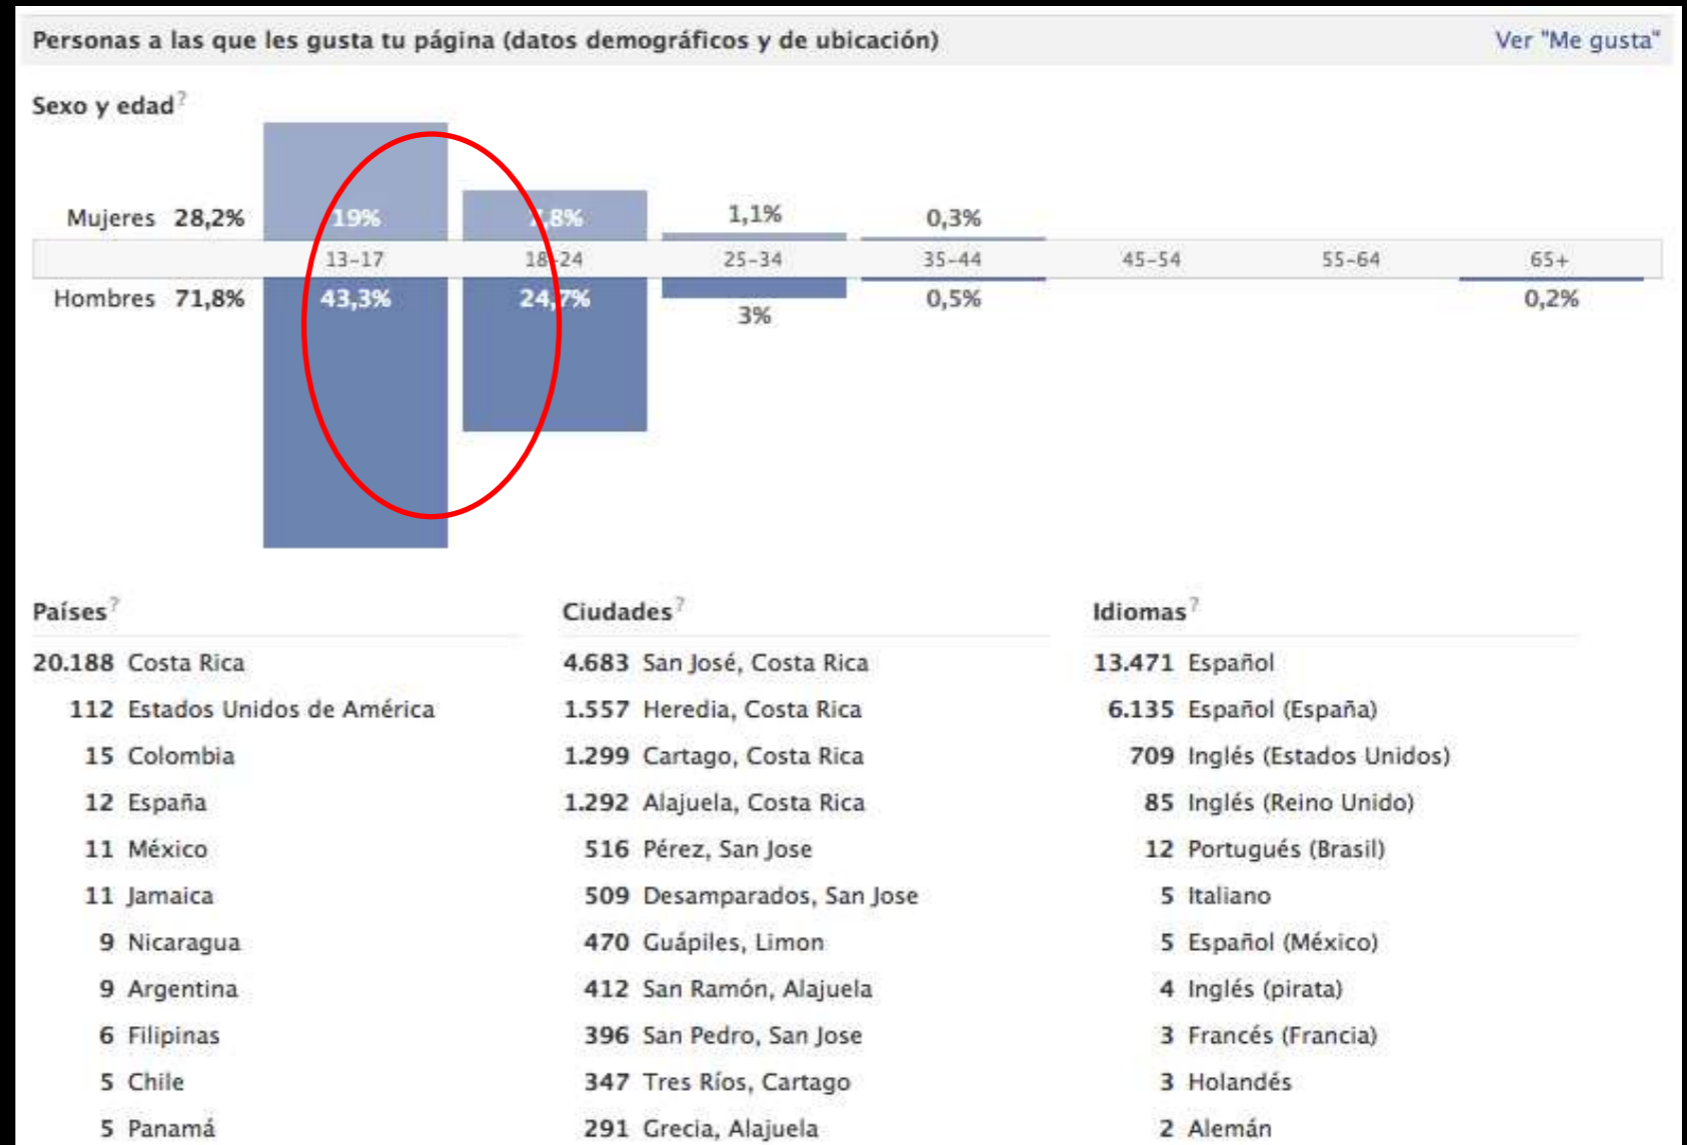 Personas a las que les gusta tu página (datos demográficos y de ubicación) Ver "Me gusta"
Sexo y edad?
Mujeres 28,2% 19% 7,8% 1,1% 0,3%
13-17 18-24 25-34 35-44 45-54 55-64 65+
Hombres 71,8% 43,3% 24,7% 3% 0,5% 0,2%
Países? Ciudades? Idiomas?
20.188 Costa Rica 4.683 San José, Costa Rica 13.471 Español
112 Estados Unidos de América 1.557 Heredia, Costa Rica 6.135 Español (España)
15 Colombia 1.299 Cartago, Costa Rica 709 Inglés (Estados Unidos)
12 España 1.292 Alajuela, Costa Rica 85 Inglés (Reino Unido)
11 México 516 Pérez, San Jose 12 Portugués (Brasil)
11 Jamaica 509 Desamparados, San Jose 5 Italiano
9 Nicaragua 470 Guápiles, Limon 5 Español (México)
9 Argentina 412 San Ramón, Alajuela 4 Inglés (pirata)
6 Filipinas 396 San Pedro, San Jose 3 Francés (Francia)
5 Chile 347 Tres Ríos, Cartago 3 Holandés
5 Panamá 291 Grecia, Alajuela 2 Alemán